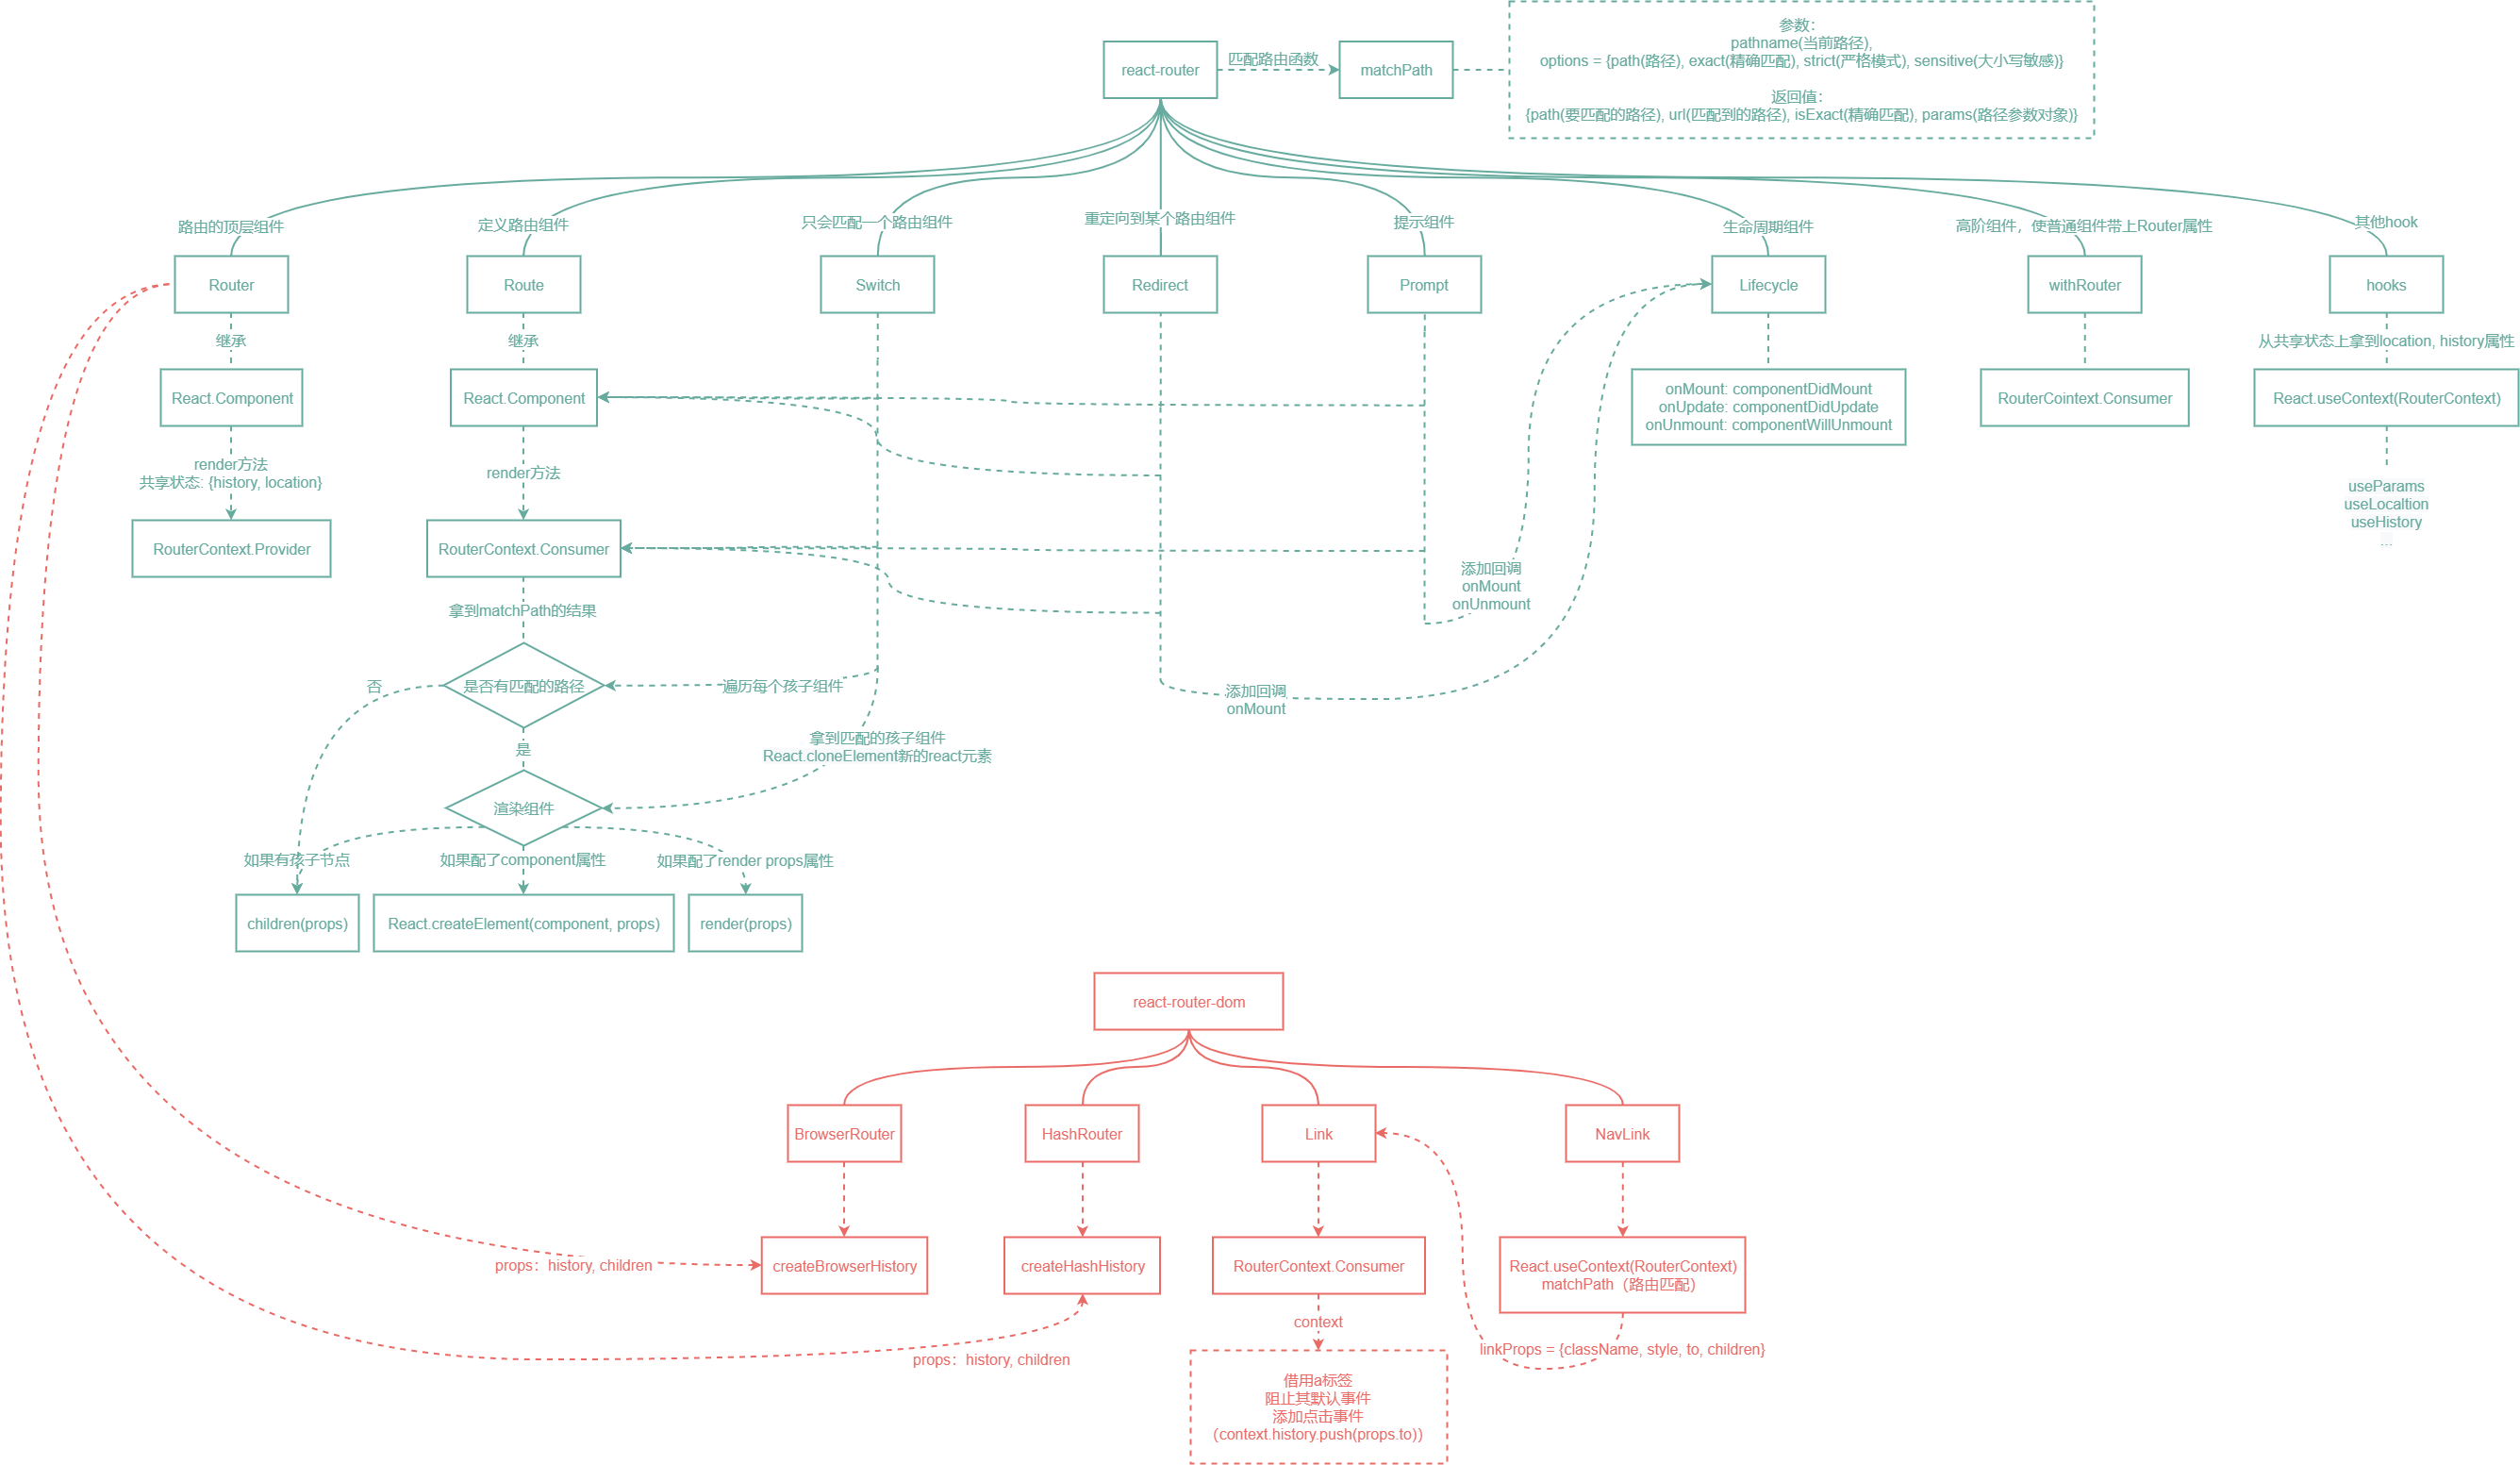 参数：
pathname(当前路径),
options = {path(路径), exact(精确匹配), strict(严格模式), sensitive(大小写敏感)}
返回值：
{path(要匹配的路径), url(匹配到的路径), isExact(精确匹配), params(路径参数对象)}
react-router
匹配路由函数
matchPath
路由的顶层组件
定义路由组件
只会匹配一个路由组件
重定向到某个路由组件
提示组件
生命周期组件
高阶组件，使普通组件带上Router属性
其他hook
Router
Route
Switch
Redirect
Prompt
Lifecycle
withRouter
hooks
继承
继承
从共享状态上拿到location, history属性
React.Component
React.Component
onMount: componentDidMount
onUpdate: componentDidUpdate
onUnmount: componentWillUnmount
RouterCointext.Consumer
React.useContext(RouterContext)
render方法
共享状态: {history, location}
render方法
useParams
useLocaltion
useHistory
...
RouterContext.Provider
RouterContext.Consumer
添加回调
onMount
onUnmount
拿到matchPath的结果
否
是否有匹配的路径
遍历每个孩子组件
添加回调
onMount
是
拿到匹配的孩子组件
React.cloneElement新的react元素
渲染组件
如果有孩子节点
如果配了component属性
如果配了render props属性
children(props)
React.createElement(component, props)
render(props)
react-router-dom
BrowserRouter
HashRouter
Link
NavLink
props：history, children
createBrowserHistory
createHashHistory
RouterContext.Consumer
React.useContext(RouterContext)
matchPath（路由匹配）
context
props：history, children
linkProps = {className, style, to, children}
借用a标签
阻止其默认事件
添加点击事件
（context.history.push(props.to)）